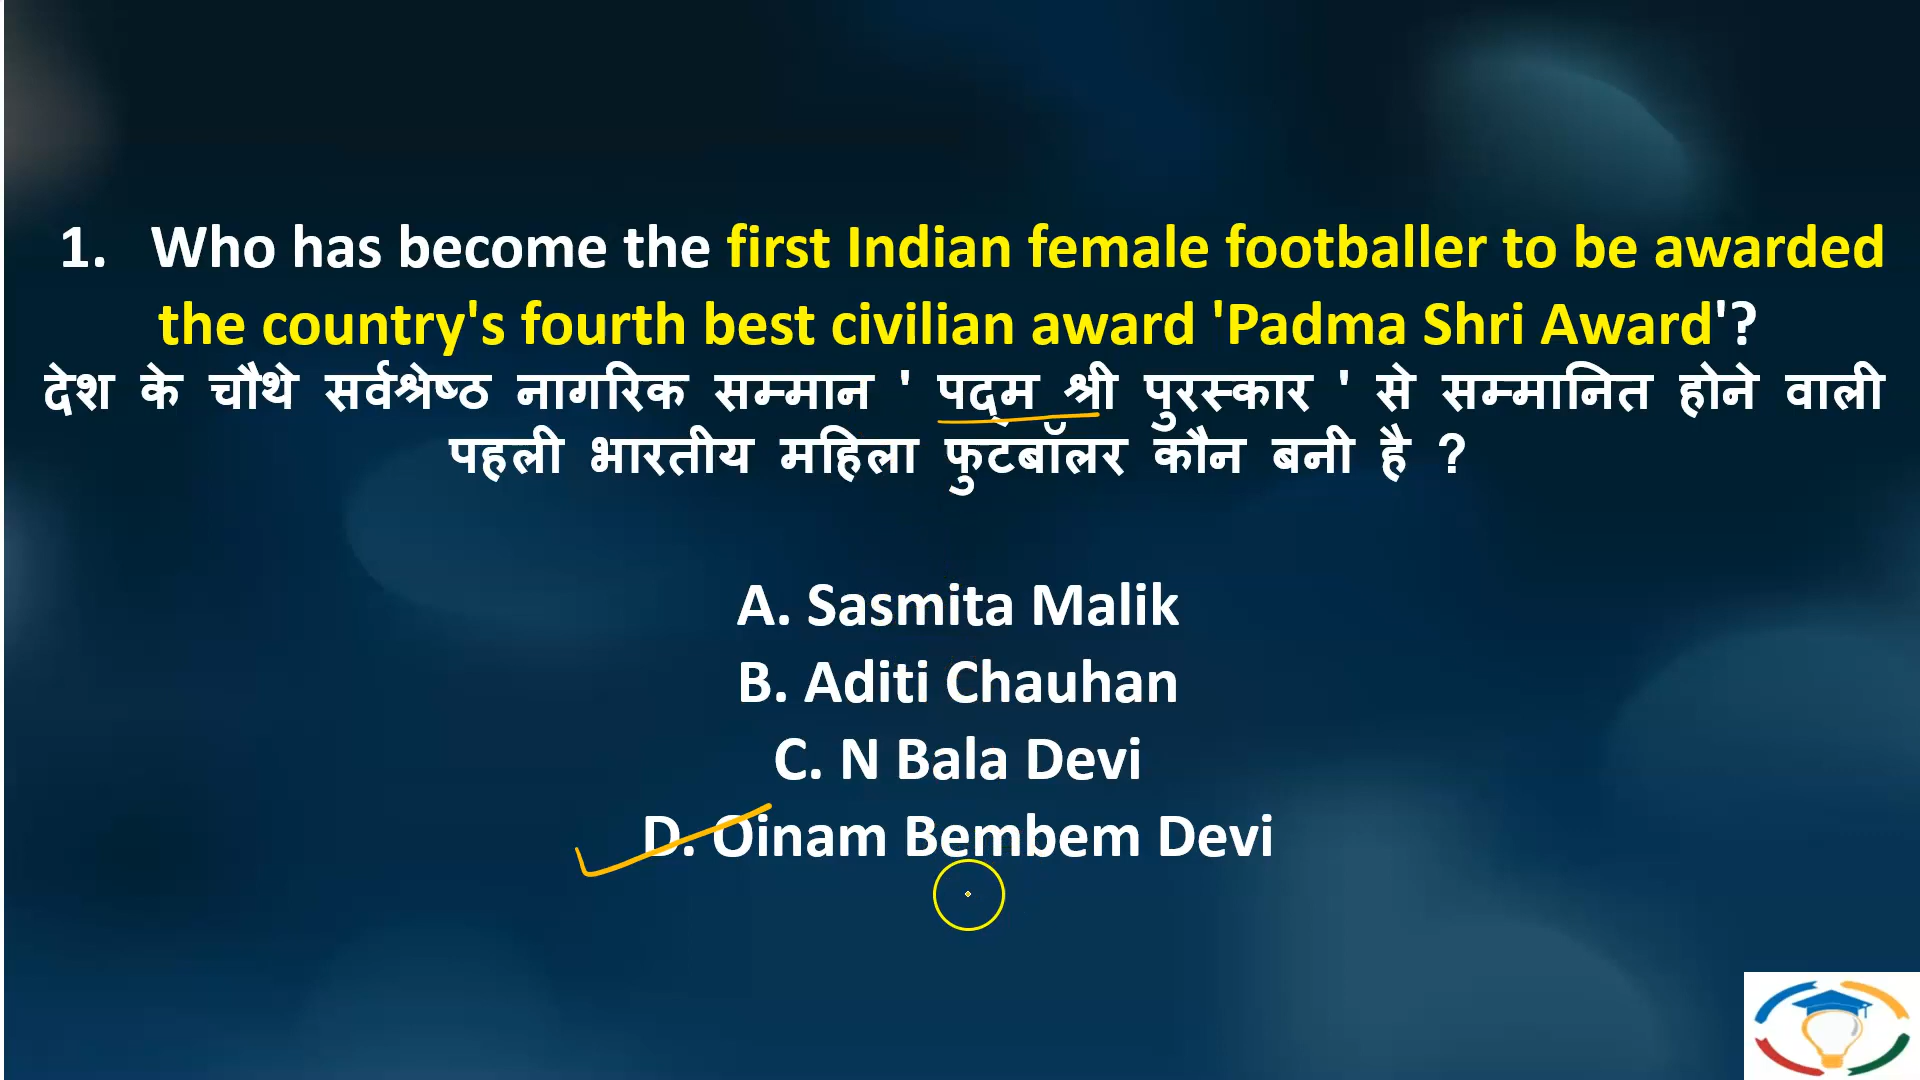 1. Who has become the first Indian female footballer to be awarded
the country's fourth best civilian award 'Padma Shri Award'?
देश के चौथे सर्वश्रेष्ठ नागरिक सम्मान ' पद्म श्री पुरस्कार ' से सम्मानित होने वाली
पहली भारतीय महिला फुटबॉलर कौन बनी है ?
A. Sasmita Malik
B. Aditi Chauhan
C. N Bala Devi
D. Oinam Bembem Devi